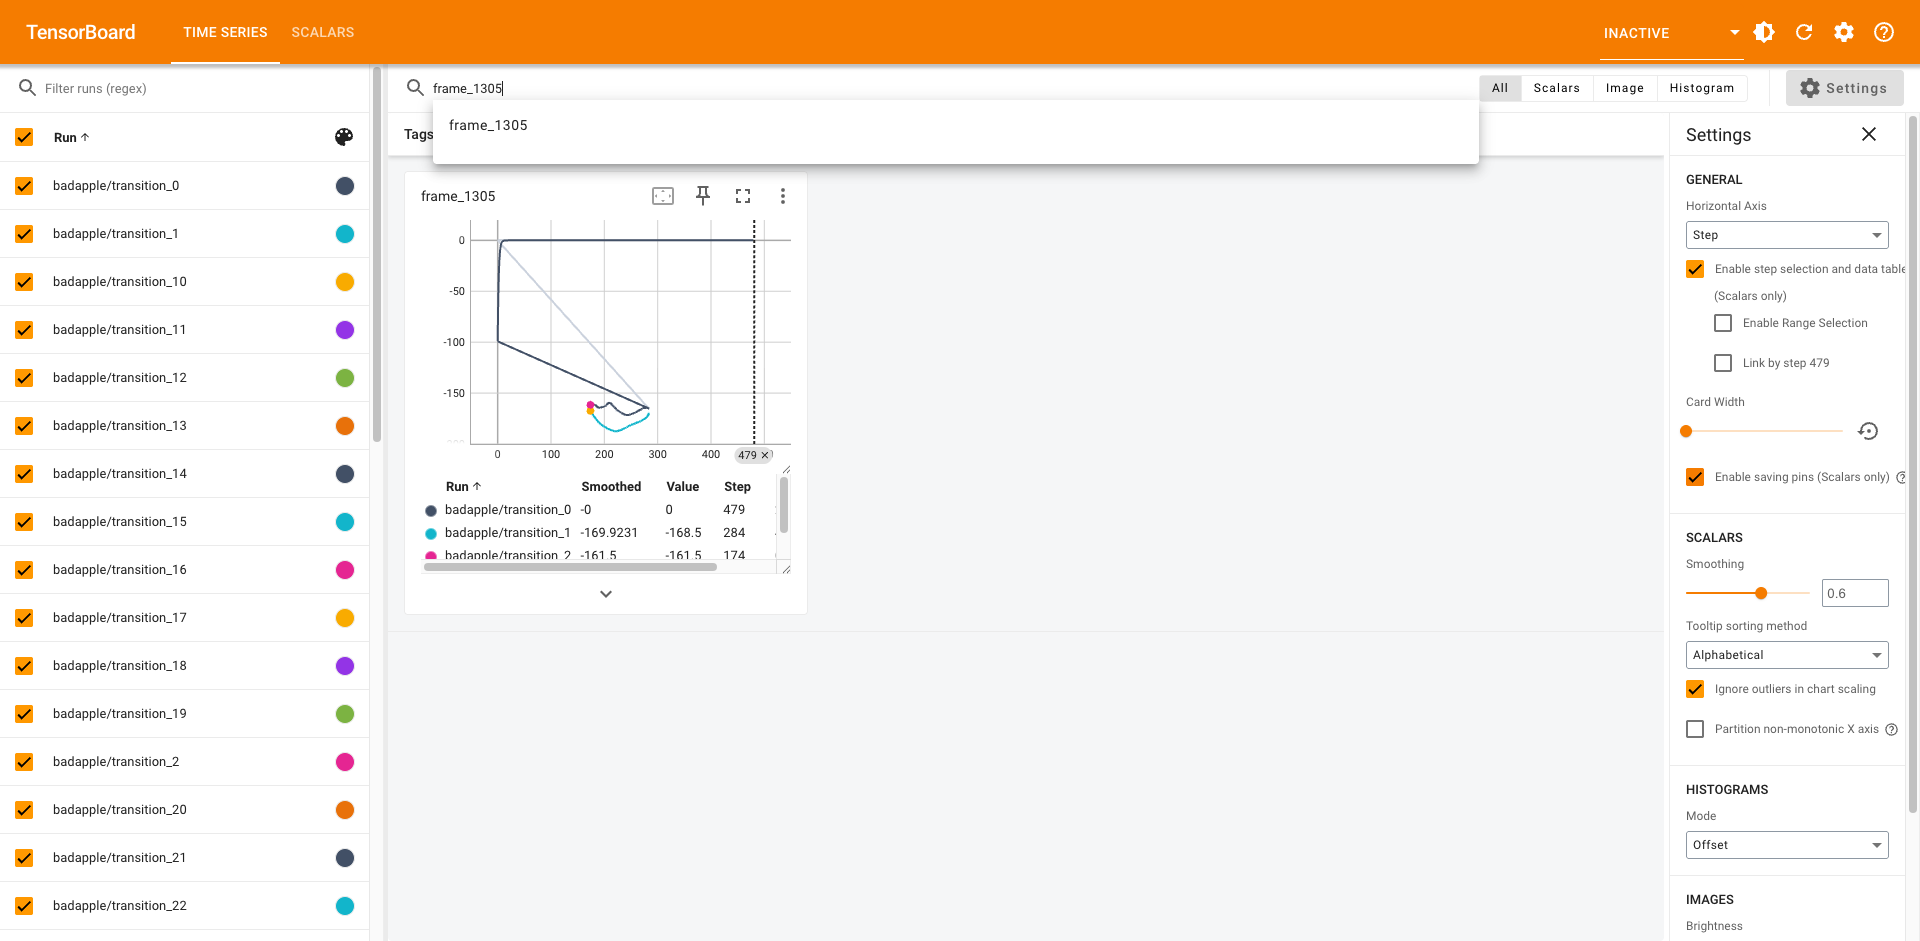 TensorBoard
TIME SERIES
SCALARS
INACTIVE
Filter runs (regex)
frame_1305
All
Scalars
Image
Histogram
Settings
frame_1305
Run
Tags
Settings
badapple/transition_0
badapple/transition_1
badapple/transition_10
badapple/transition_11
badapple/transition_12
badapple/transition_13
badapple/transition_14
badapple/transition_15
badapple/transition_16
badapple/transition_17
badapple/transition_18
badapple/transition_19
badapple/transition_2
badapple/transition_20
badapple/transition_21
badapple/transition_22
frame_1305
0
-50
-100
-150
0 100 200 300 400 479
Run Smoothed Value Step
badapple/transition_0 -0 0 479
badapple/transition_1 -169.9231 -168.5 284
badapple/transition_2 -161.5 -161.5 174
GENERAL
Horizontal Axis
Step
Enable step selection and data table
(Scalars only)
Enable Range Selection
Link by step 479
Card Width
Enable saving pins (Scalars only)
SCALARS
Smoothing
0.6
Tooltip sorting method
Alphabetical
Ignore outliers in chart scaling
Partition non-monotonic X axis
HISTOGRAMS
Mode
Offset
IMAGES
Brightness